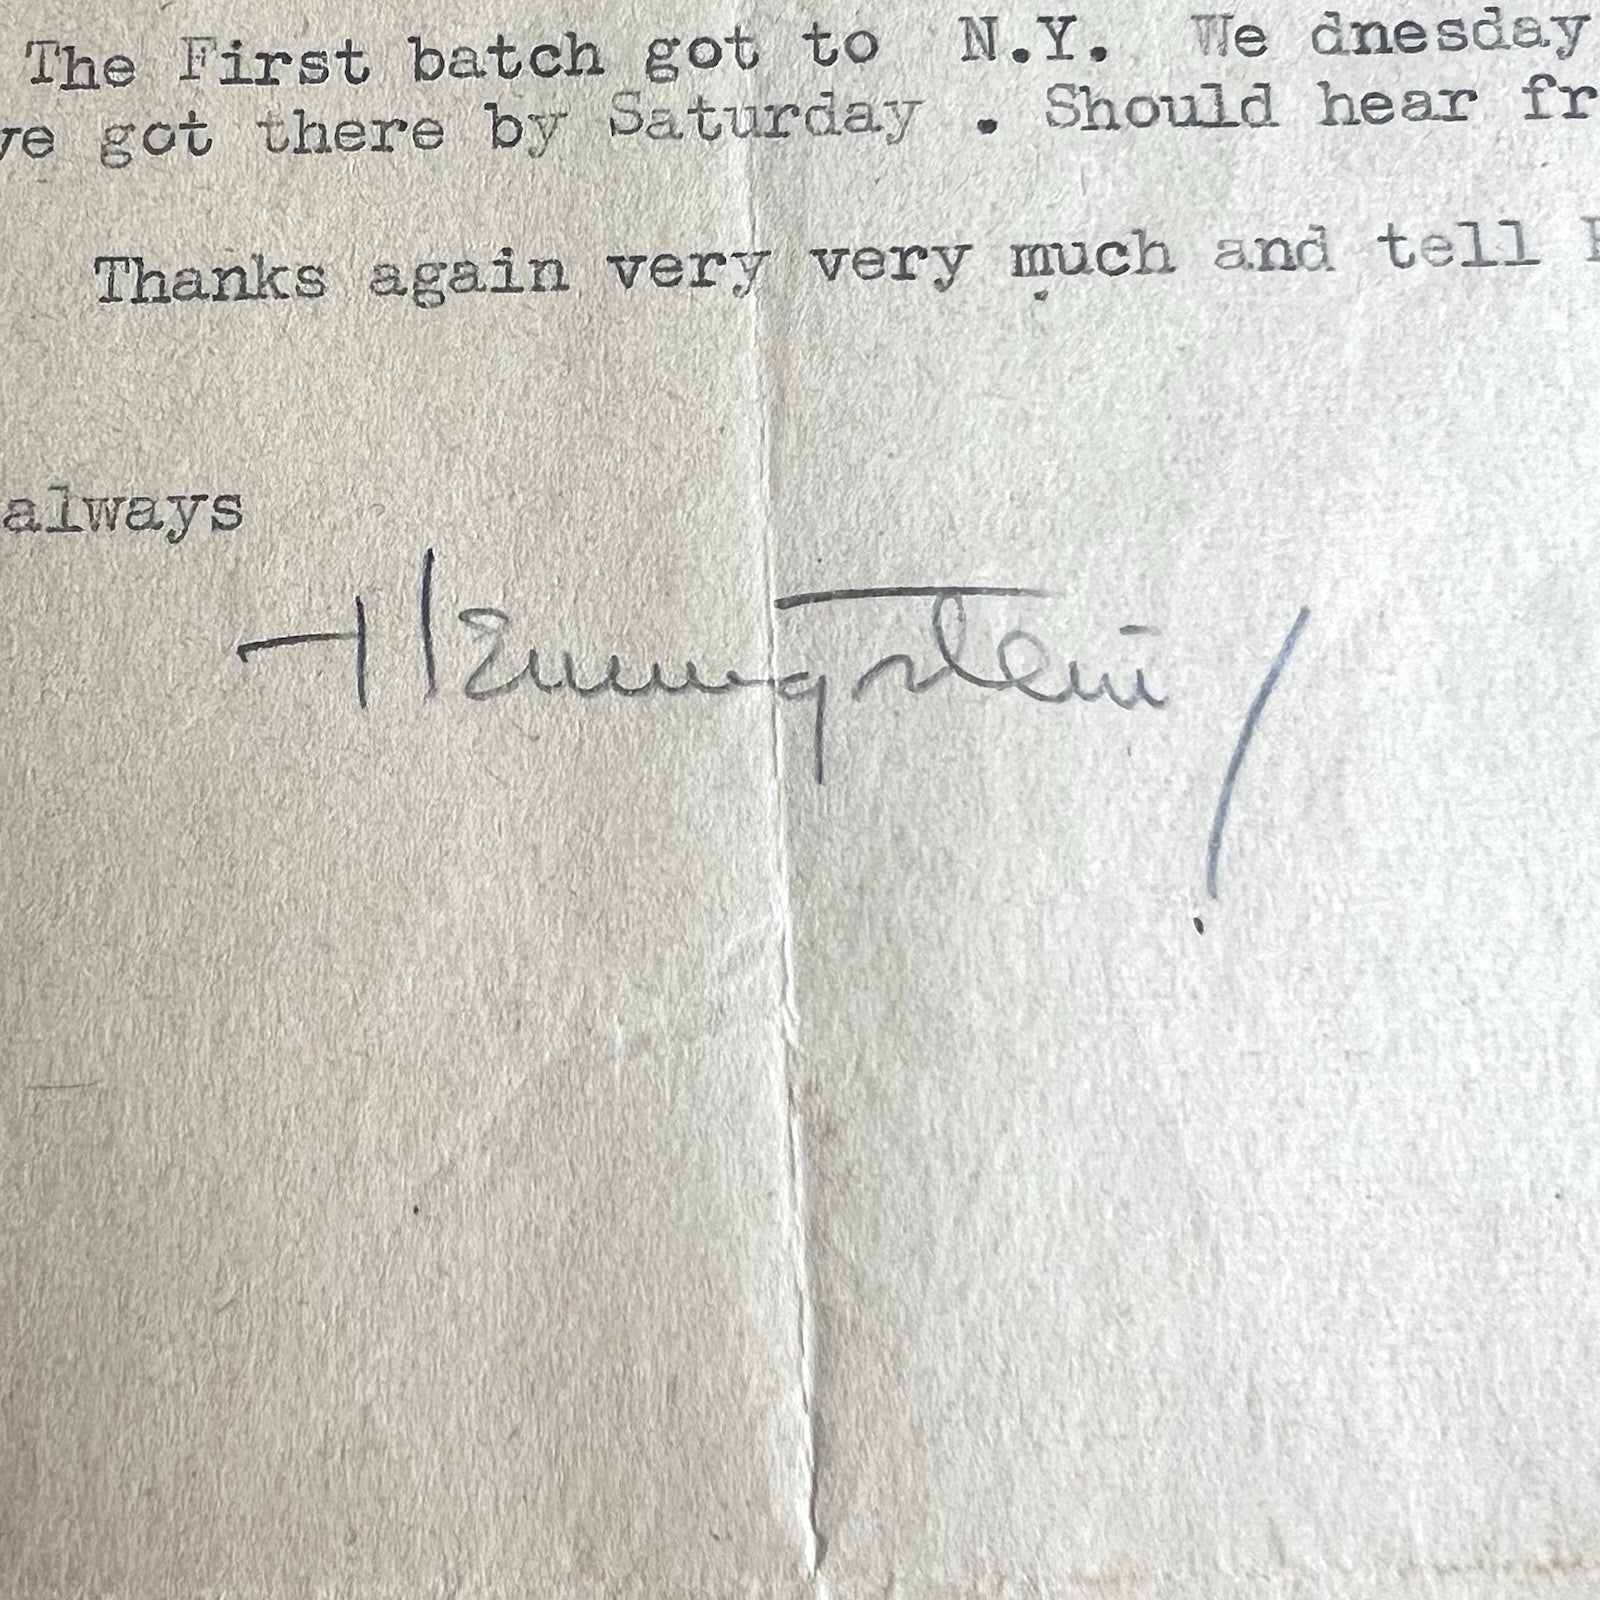 The First batch got to N.Y. We dnesday
ve got there by Saturday . Should hear fr
Thanks again very very much and tell
always
Hemingstein